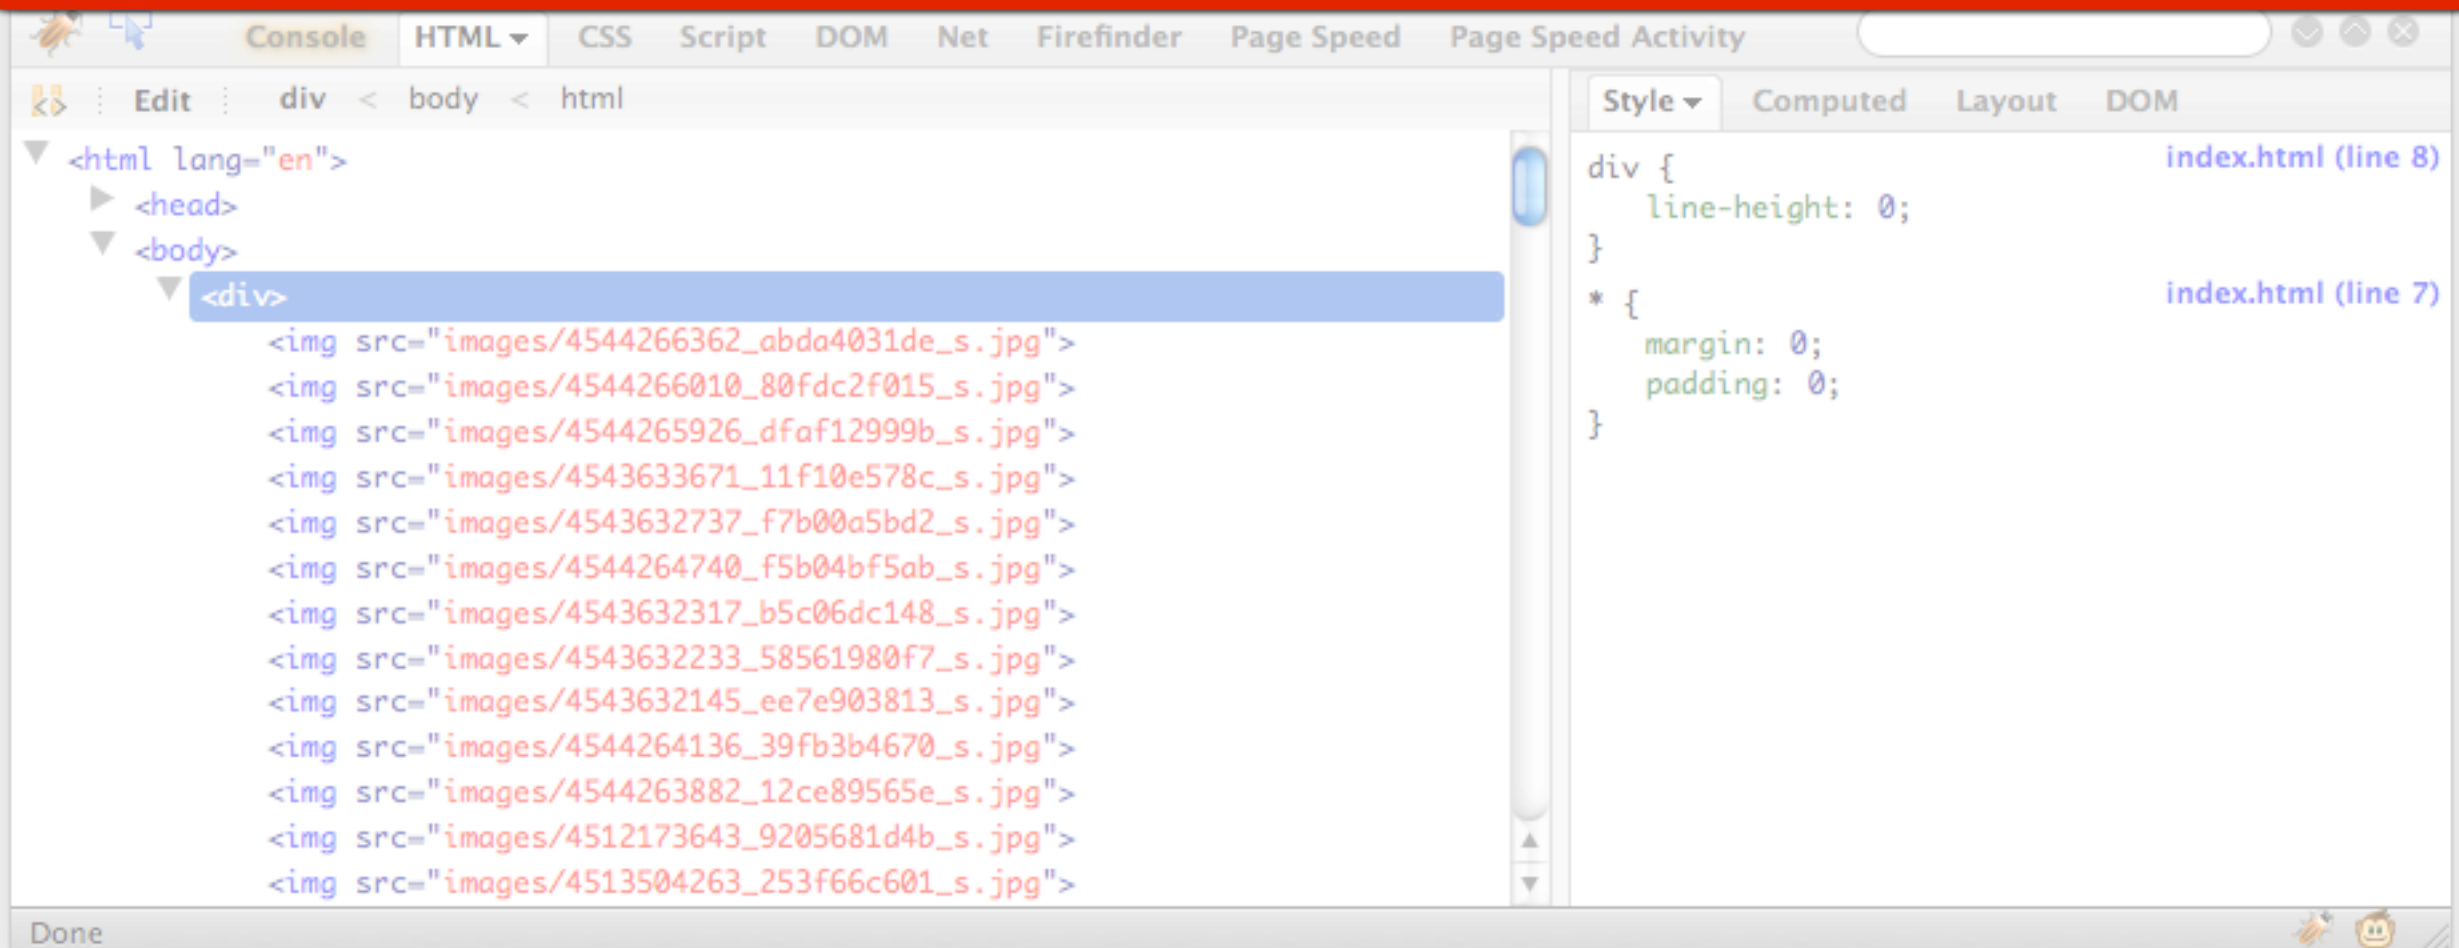 Console HTML CSS Script DOM Net Firefinder Page Speed Page Speed Activity
Edit div < body < html
<html lang="en">
<head>
<body>
<div>
<img src="images/4544266362_abda4031de_s.jpg">
<img src="images/4544266010_80fdc2f015_s.jpg">
<img src="images/4544265926_dfaf12999b_s.jpg">
<img src="images/4543633671_11f10e578c_s.jpg">
<img src="images/4543632737_f7b00a5bd2_s.jpg">
<img src="images/4544264740_f5b04bf5ab_s.jpg">
<img src="images/4543632317_b5c06dc148_s.jpg">
<img src="images/4543632233_58561980f7_s.jpg">
<img src="images/4543632145_ee7e903813_s.jpg">
<img src="images/4544264136_39fb3b4670_s.jpg">
<img src="images/4544263882_12ce89565e_s.jpg">
<img src="images/4512173643_9205681d4b_s.jpg">
<img src="images/4513504263_253f66c601_s.jpg">
Style Computed Layout DOM
div { index.html (line 8)
line-height: 0;
}
* { index.html (line 7)
margin: 0;
padding: 0;
}
Done